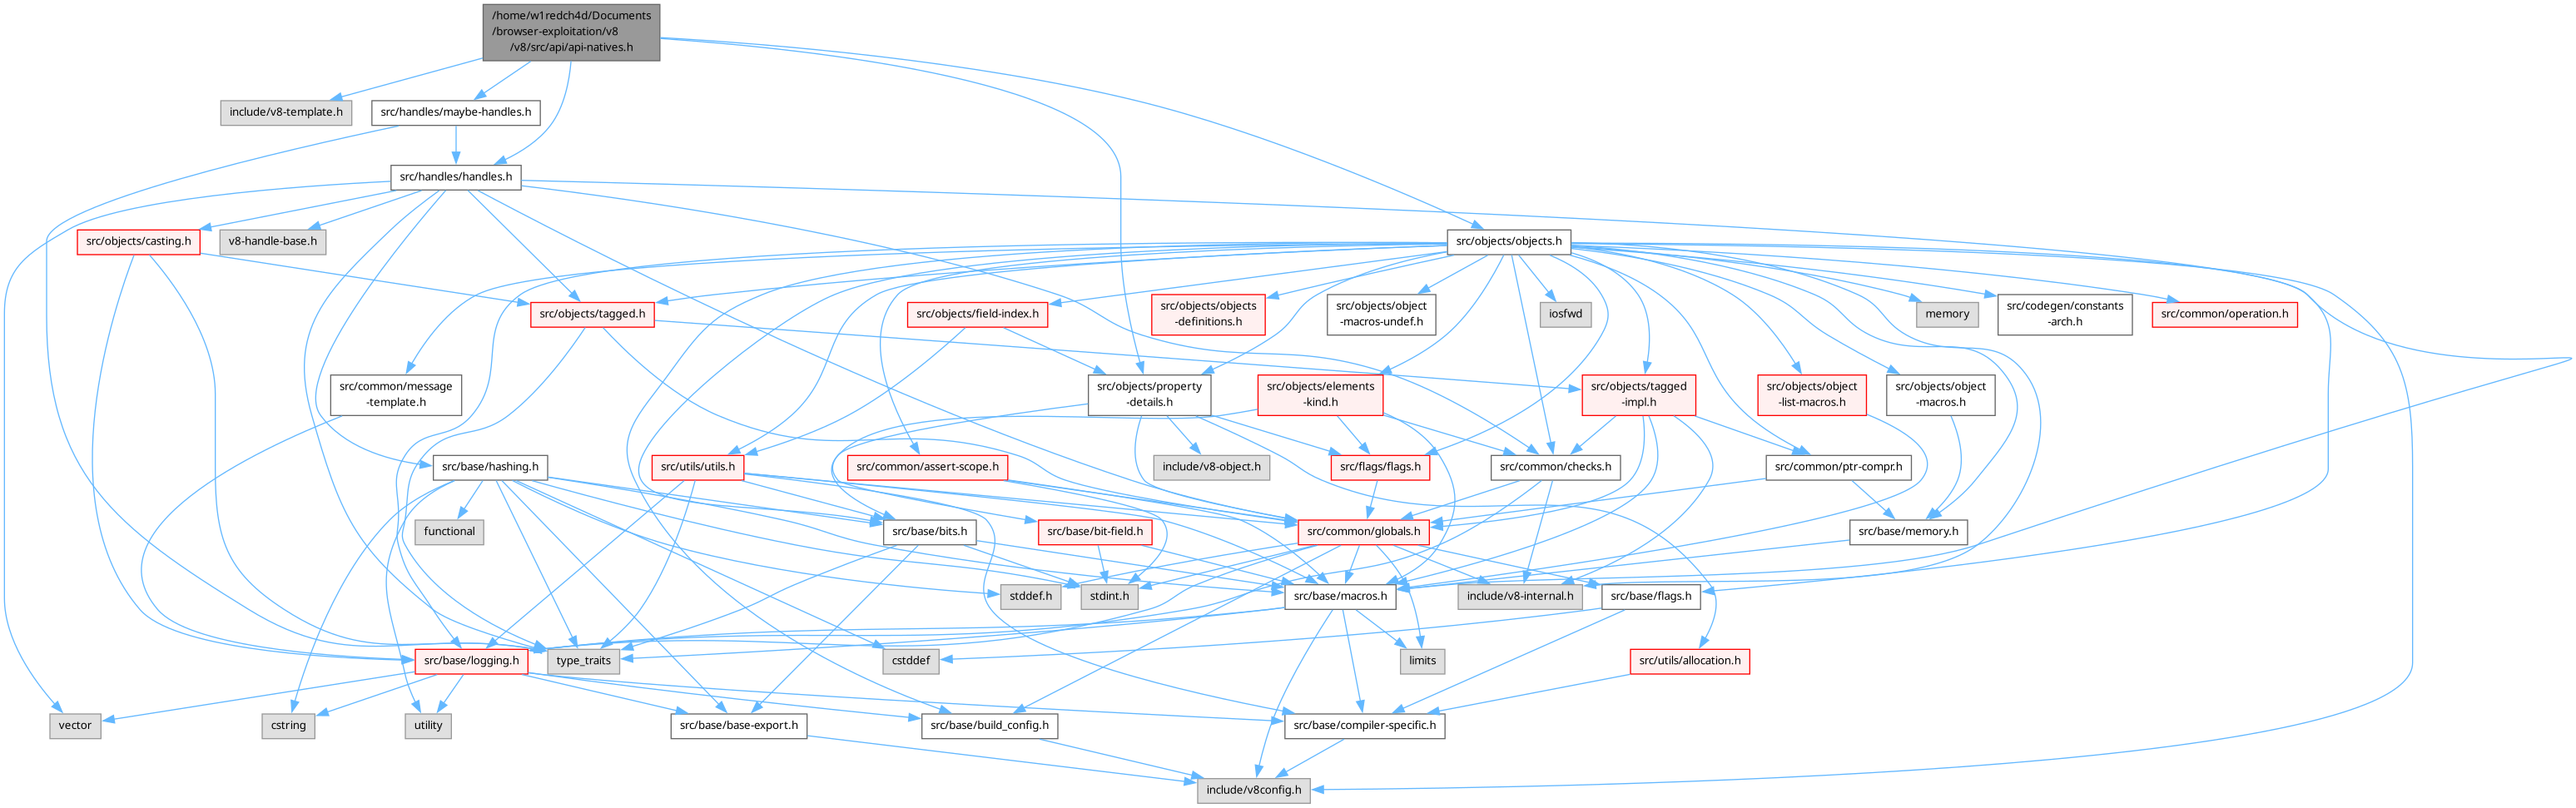 /home/w1redch4d/Documents
/browser-exploitation/v8
/v8/src/api/api-natives.h
include/v8-template.h
src/handles/maybe-handles.h
src/handles/handles.h
src/objects/casting.h
v8-handle-base.h
src/objects/objects.h
src/objects/tagged.h
src/objects/field-index.h
src/objects/objects
-definitions.h
src/objects/object
-macros-undef.h
iosfwd
memory
src/codegen/constants
-arch.h
src/common/operation.h
src/common/message
-template.h
src/objects/property
-details.h
src/objects/elements
-kind.h
src/objects/tagged
-impl.h
src/objects/object
-list-macros.h
src/objects/object
-macros.h
src/base/hashing.h
src/utils/utils.h
src/common/assert-scope.h
include/v8-object.h
src/flags/flags.h
src/common/checks.h
src/common/ptr-compr.h
functional
src/base/bits.h
src/base/bit-field.h
src/common/globals.h
src/base/memory.h
stddef.h
stdint.h
src/base/macros.h
include/v8-internal.h
src/base/flags.h
src/base/logging.h
type_traits
cstddef
limits
src/utils/allocation.h
vector
cstring
utility
src/base/base-export.h
src/base/build_config.h
src/base/compiler-specific.h
include/v8config.h